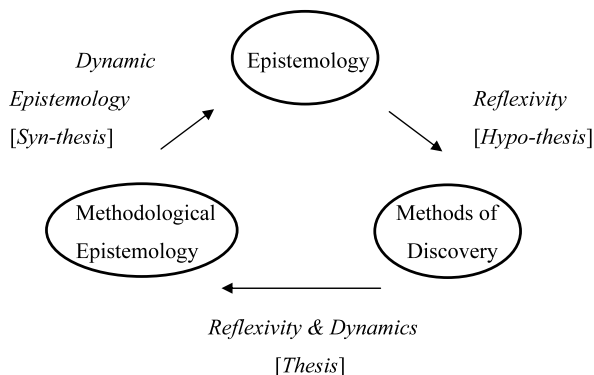 Dynamic
Epistemology
[Syn-thesis]
Epistemology
Reflexivity
[Hypo-thesis]
Methodological
Epistemology
Methods of
Discovery
Reflexivity & Dynamics
[Thesis]